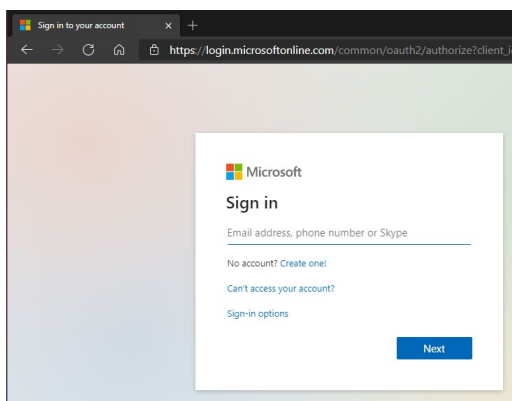 Sign in to your account
https://login.microsoftonline.com/common/oauth2/authorize?client_i
Microsoft
Sign in
Email address, phone number or Skype
No account? Create one!
Can't access your account?
Sign-in options
Next